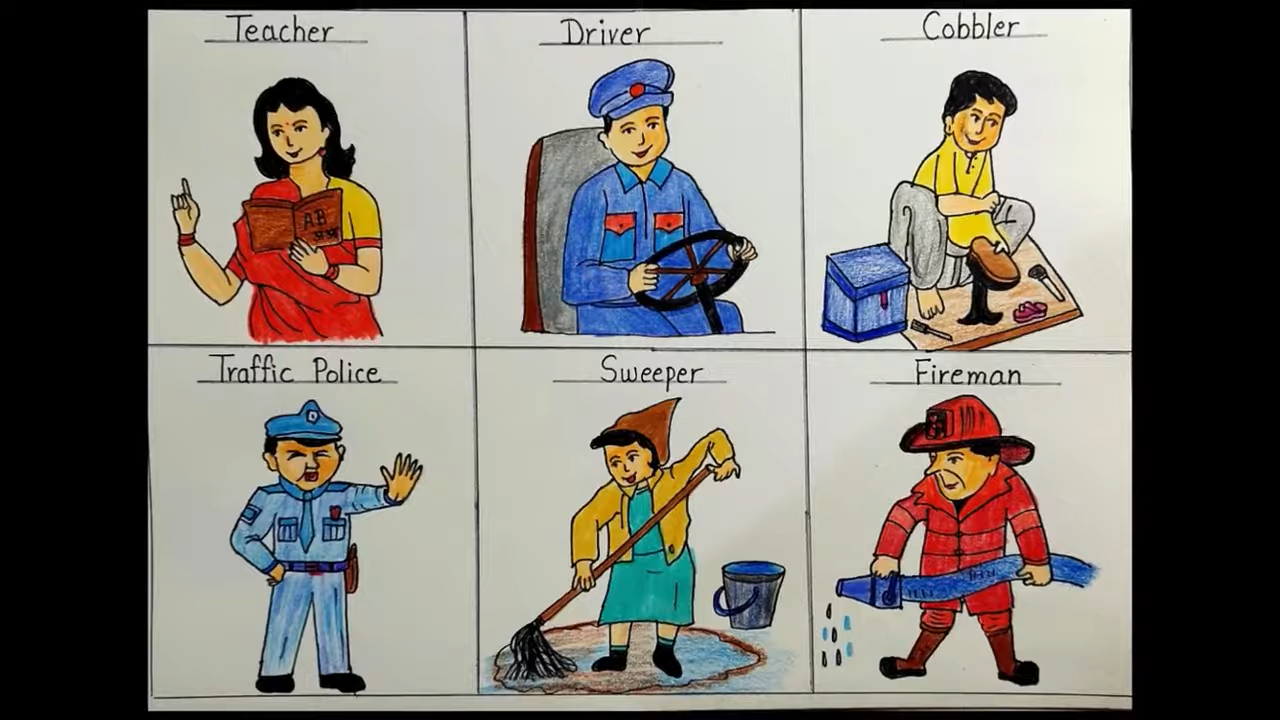 Teacher
Driver
Cobbler
AB
Traffic Police
Sweeper
Fireman